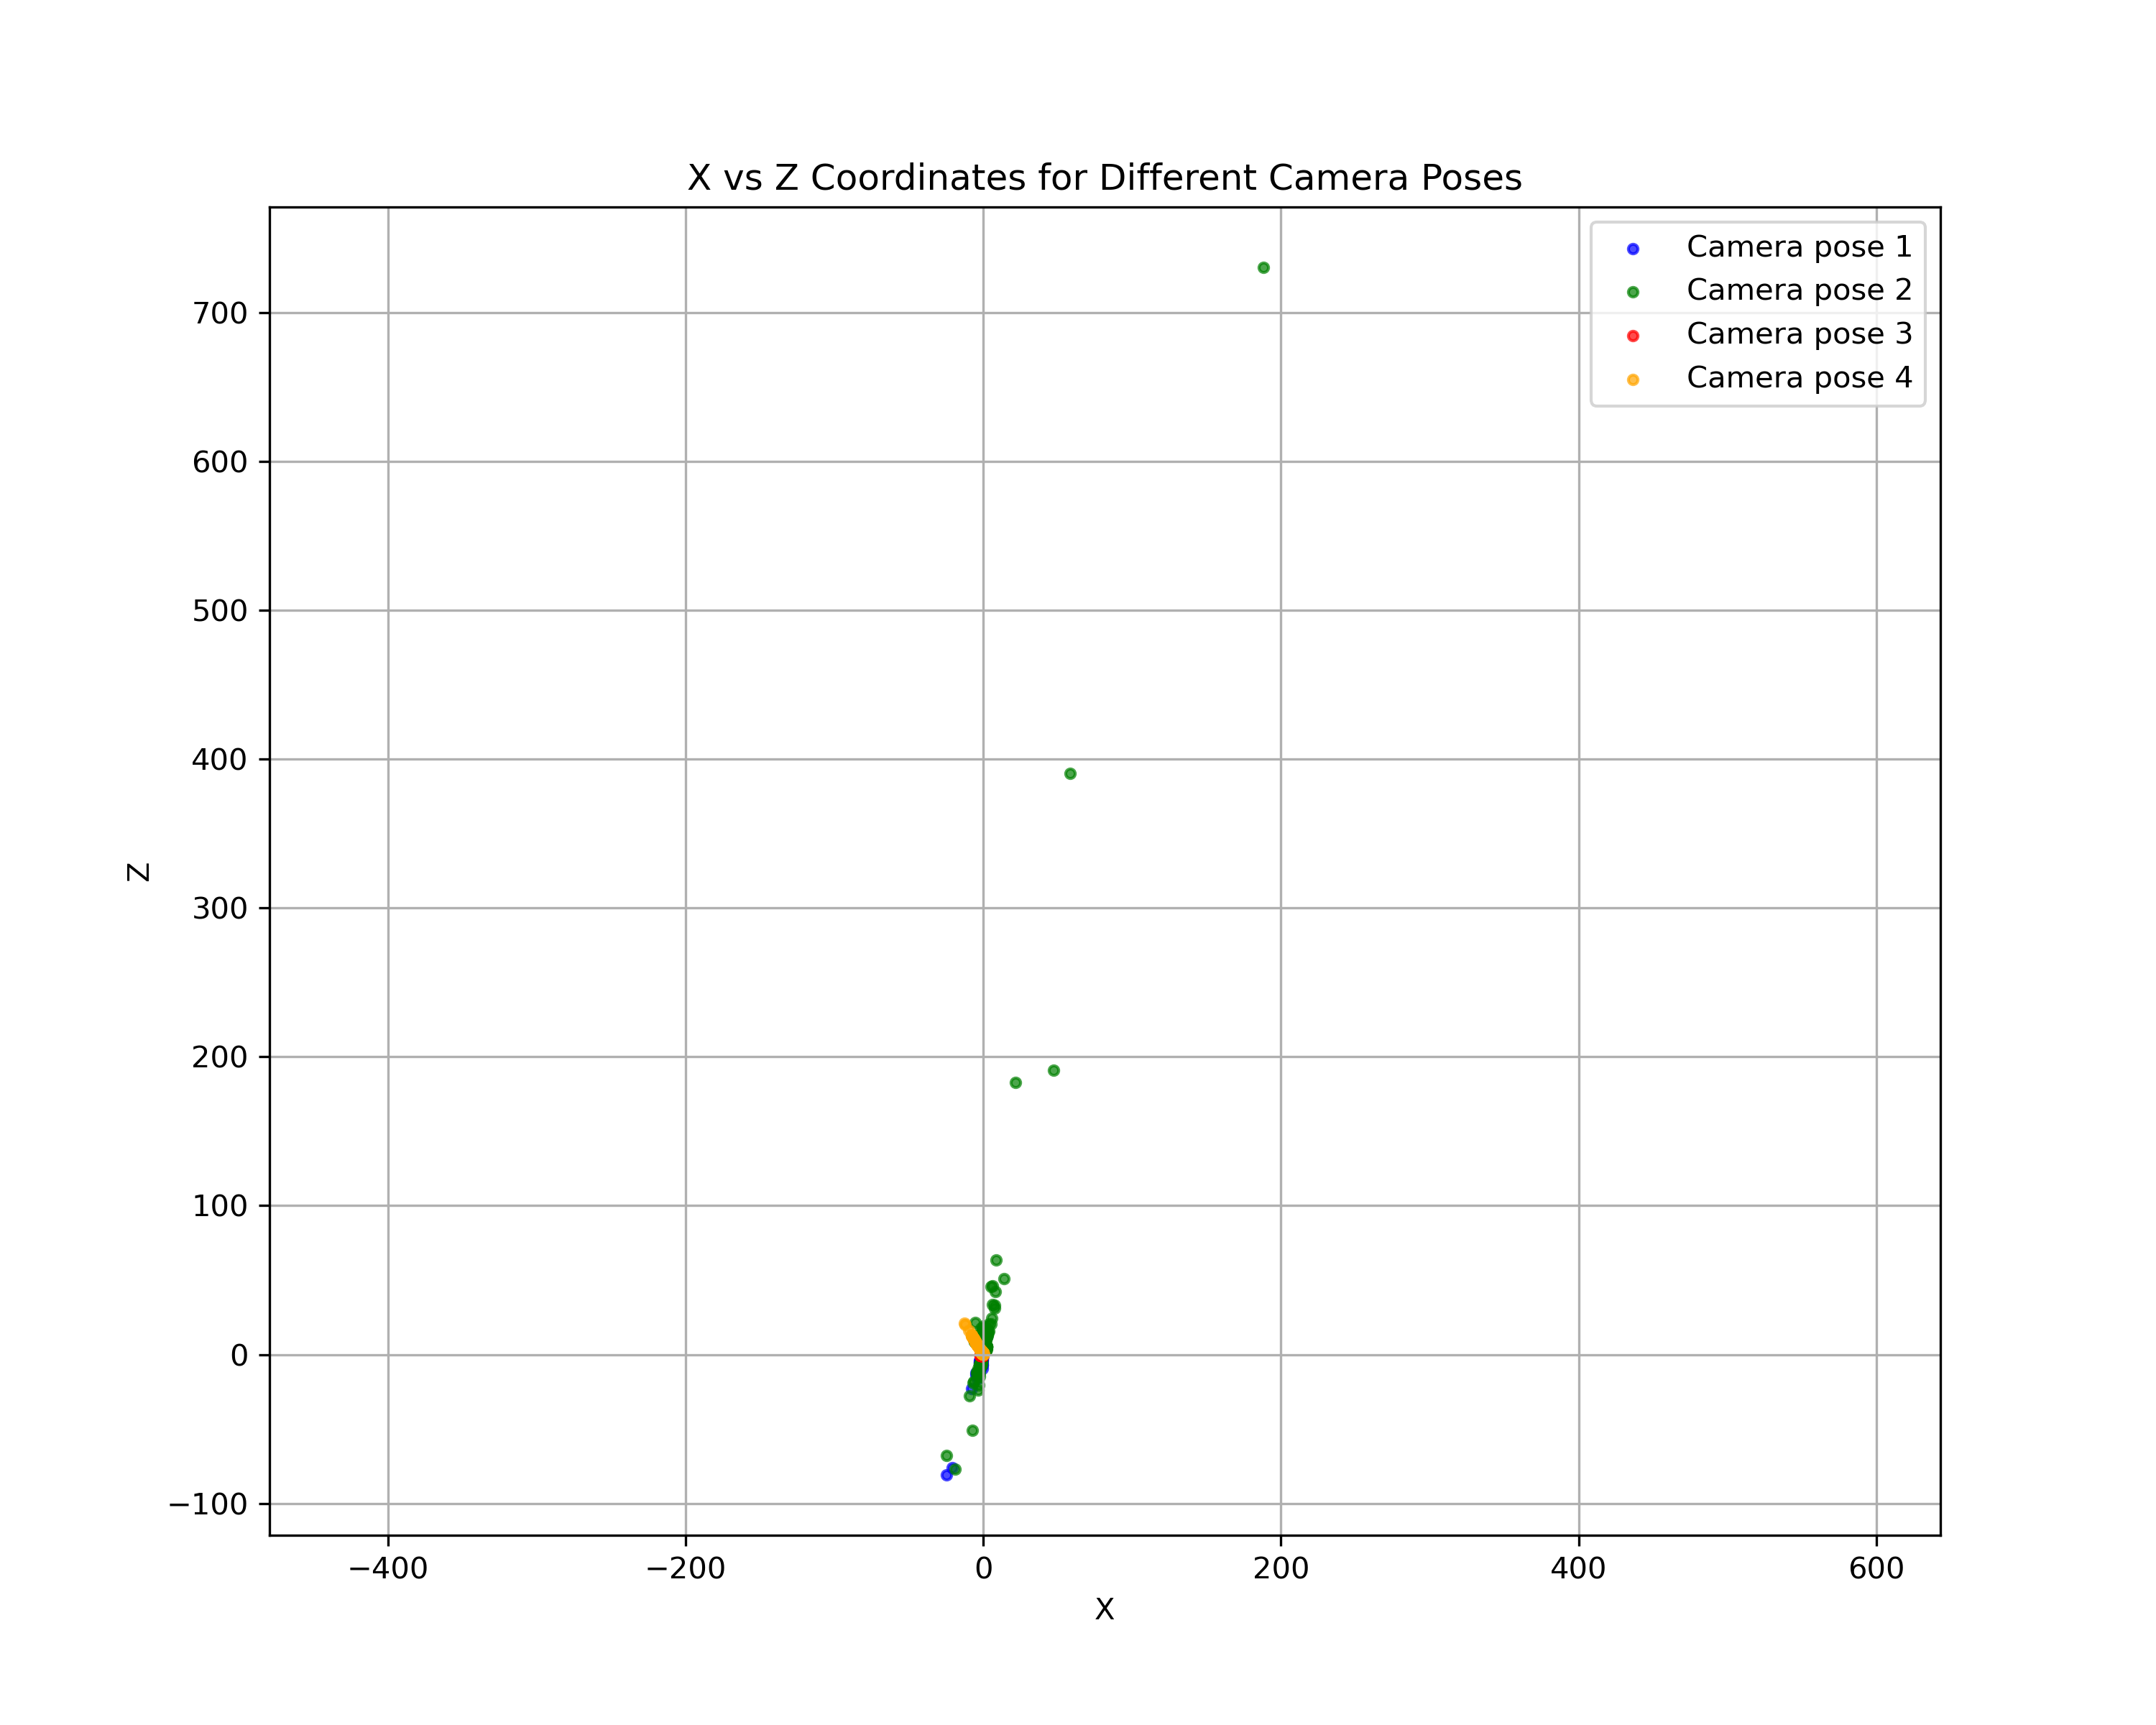 X vs Z Coordinates for Different Camera Poses
Camera pose 1
Camera pose 2
Camera pose 3
Camera pose 4
700
600
500
400
300
200
100
0
−100
Z
−400 −200 0 200 400 600
X